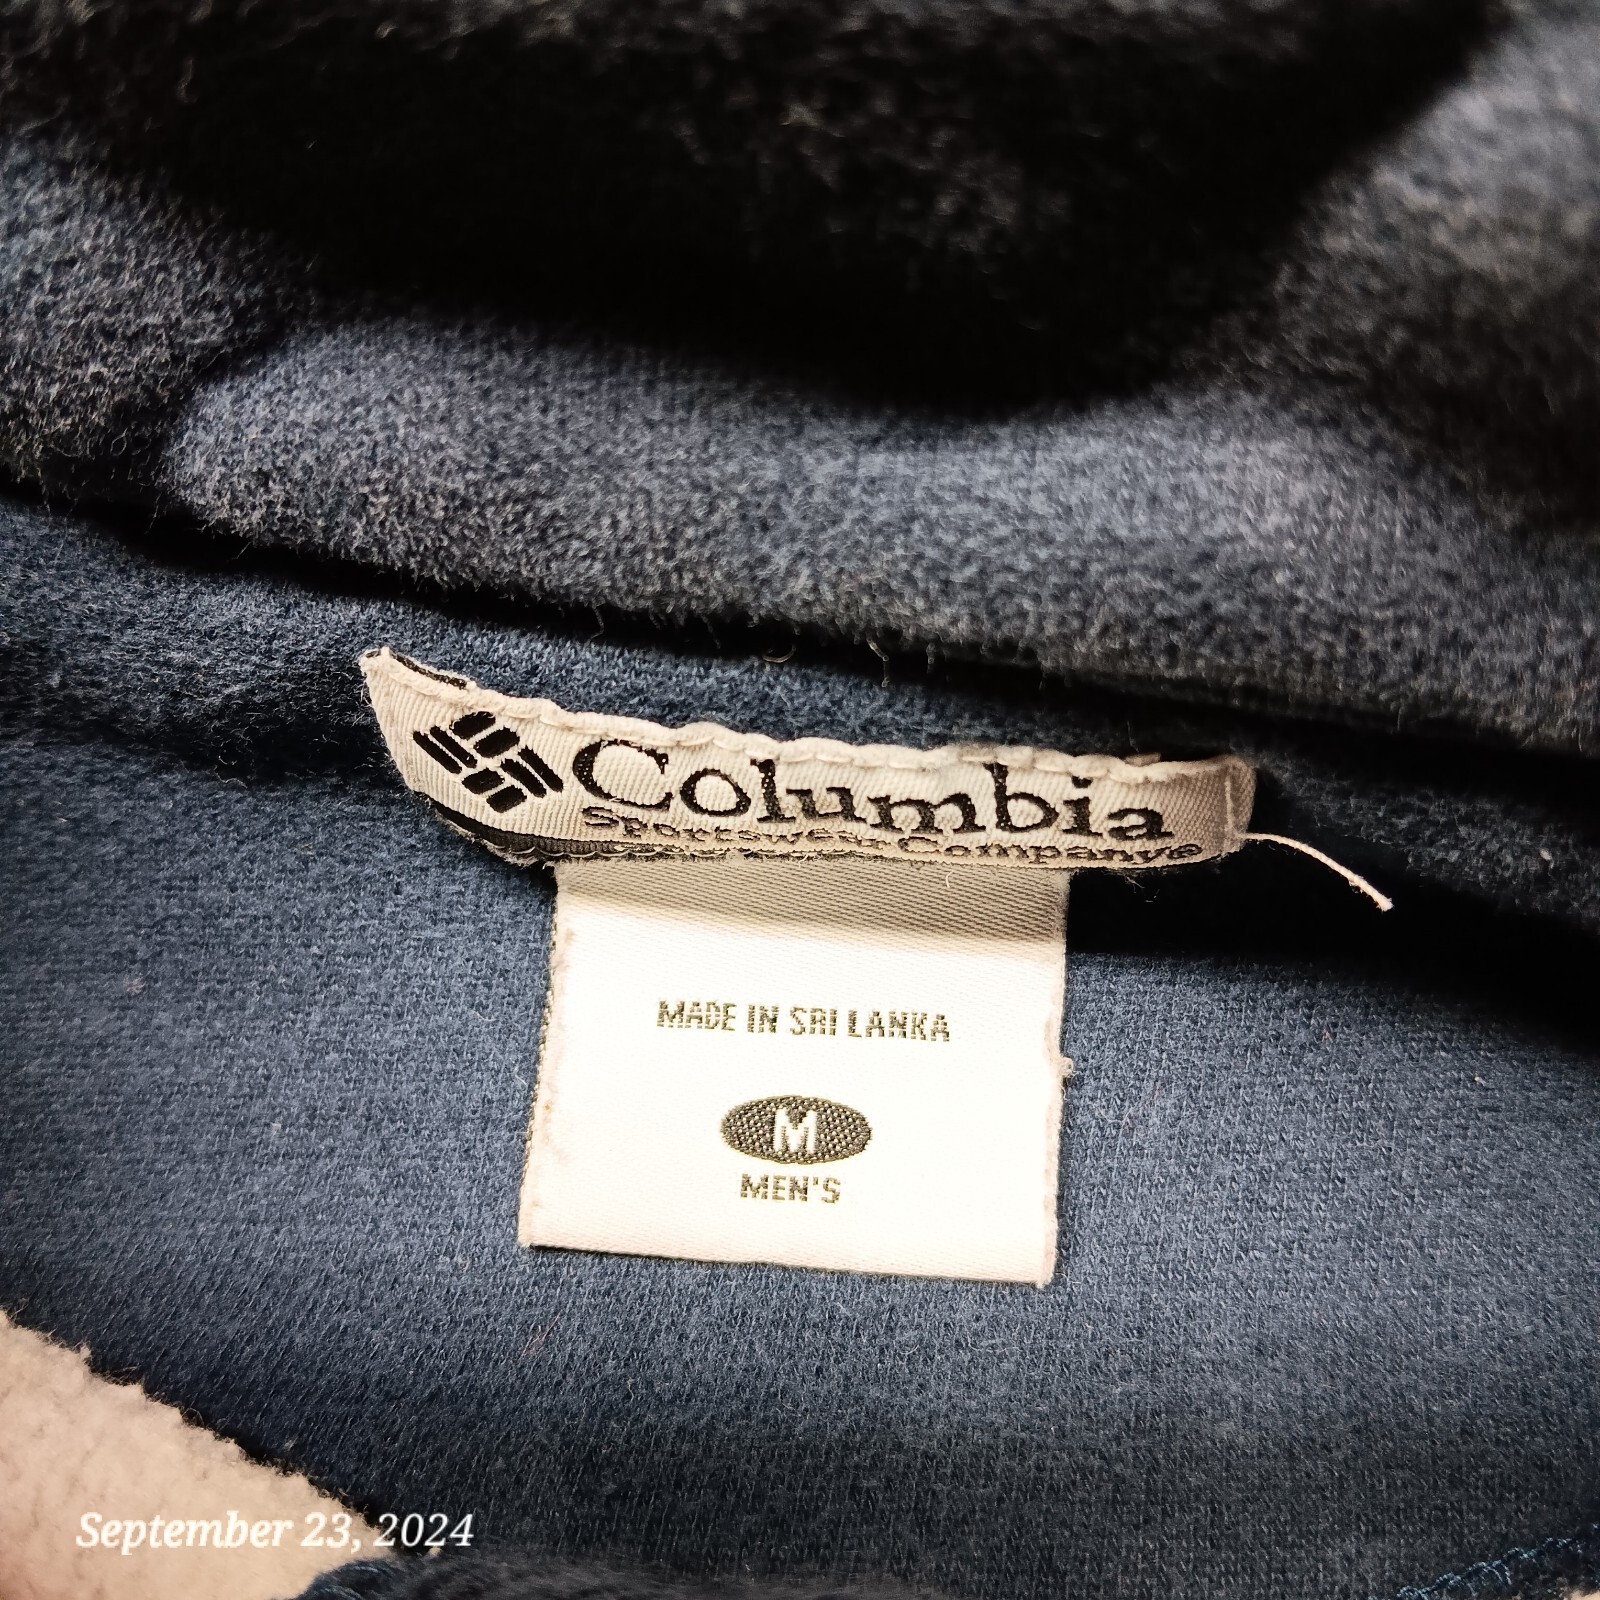 Columbia
Sportswear Company®
MADE IN SRI LANKA
M
MEN'S
September 23, 2024